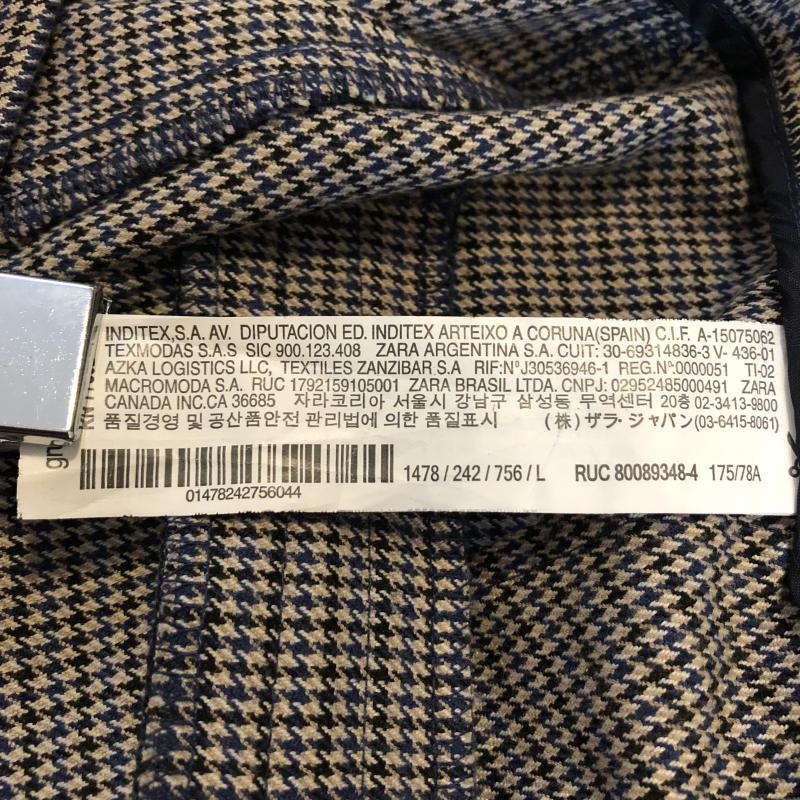 INDITEX,S.A. AV. DIPUTACION ED. INDITEX ARTEIXO A CORUNA(SPAIN) C.I.F. A-15075062
TEXMODAS S.A.S SIC 900.123.408 ZARA ARGENTINA S.A. CUIT: 30-69314836-3 V- 436-01
AZKA LOGISTICS LLC, TEXTILES ZANZIBAR S.A RIF:NºJ30536946-1 REG.Nº:0000051 TI-02
MACROMODA S.A. RUC 1792159105001 ZARA BRASIL LTDA. CNPJ: 02952485000491 ZARA
CANADA INC.CA 36685 자라코리아 서울시 강남구 삼성동 무역센터 20층 02-3413-9800
품질경영 및 공산품안전 관리법에 의한 품질표시 (株) ザラ・ジャパン(03-6415-8061)
1478 / 242 / 756 / L RUC 80089348-4 175/78A
01478242756044